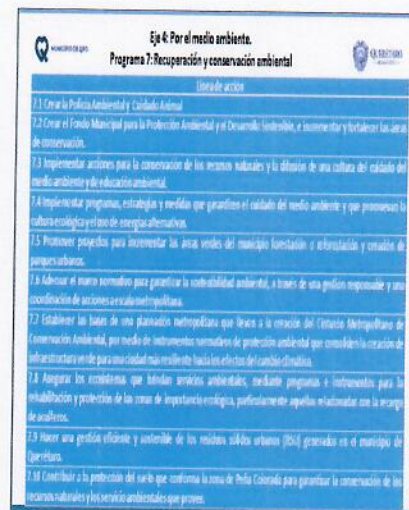 Eje 4: Por el medio ambiente.
MUNICIPIO DE QRO.
Programa 7: Recuperación y conservación ambiental
QUERÉTARO
Línea de acción
7.1 Crear la Policía Ambiental y Cuidado Animal
7.2 Crear el Fondo Municipal para la Protección Ambiental y el Desarrollo Sostenible, e incrementar y fortalecer las áreas
de conservación.
7.3 Implementar acciones para la conservación de los recursos naturales y la difusión de una cultura del cuidado del
medio ambiente y de educación ambiental.
7.4 Implementar programas, estrategias y medidas que garanticen el cuidado del medio ambiente y que promuevan la
cultura ecológica y el uso de energías alternativas.
7.5 Promover proyectos para incrementar las áreas verdes del municipio forestación o reforestación y creación de
parques urbanos.
7.6 Adecuar el marco normativo para garantizar la sostenibilidad ambiental, a través de una gestión responsable y una
coordinación de acciones a escala metropolitana.
7.7 Establecer las bases de una planeación metropolitana que lleven a la creación del Cinturón Metropolitano de
Conservación Ambiental, por medio de instrumentos normativos de protección ambiental que consoliden la creación de
infraestructura verde para una ciudad más resiliente hacia los efectos del cambio climático.
7.8 Asegurar los ecosistemas que brindan servicios ambientales, mediante programas e instrumentos para la
rehabilitación y protección de las zonas de importancia ecológica, particularmente aquellas relacionadas con la recarga
de acuíferos.
7.9 Hacer una gestión eficiente y sostenible de los residuos sólidos urbanos (RSU) generados en el municipio de
Querétaro.
7.10 Contribuir a la protección del suelo que conforma la zona de Peña Colorada para garantizar la conservación de los
recursos naturales y los servicio ambientales que provee.